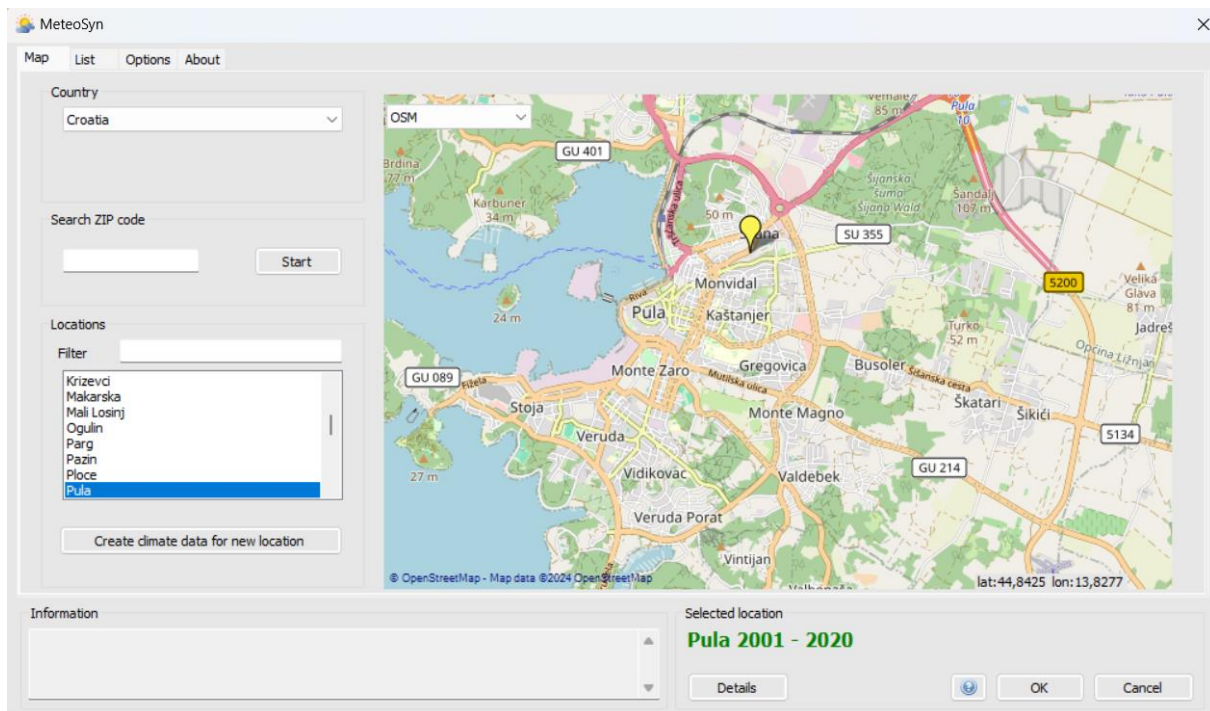 MeteoSyn
Map List Options About
Country
Croatia
Search ZIP code
Start
Locations
Filter
Krizevci
Makarska
Mali Losinj
Ogulin
Parg
Pazin
Ploce
Pula
Create climate data for new location
OSM
85 m
Pula
10
GU 401
Brdina
77 m
Karbuner
34 m
Šijanska
šuma
Šijana Wald
Sandalj
107 m
50 m
SU 355
Monvidal
5200
Velika
Glava
81 m
Riva
24 m
Pula
Kaštanjer
Turko
52 m
Jadreš
Općina Ližnjan
GU 089
Fižela
Monte Zaro
Gregovica
Mutilska ulica
Busoler
Šišanska cesta
Škatari
Šikići
Stoja
Monte Magno
5134
Veruda
27 m
Vidikovac
Valdebek
GU 214
Veruda Porat
Vintijan
© OpenStreetMap - Map data ©2024 OpenStreetMap
lat:44,8425 lon:13,8277
Information
Selected location
Pula 2001 - 2020
Details
OK
Cancel